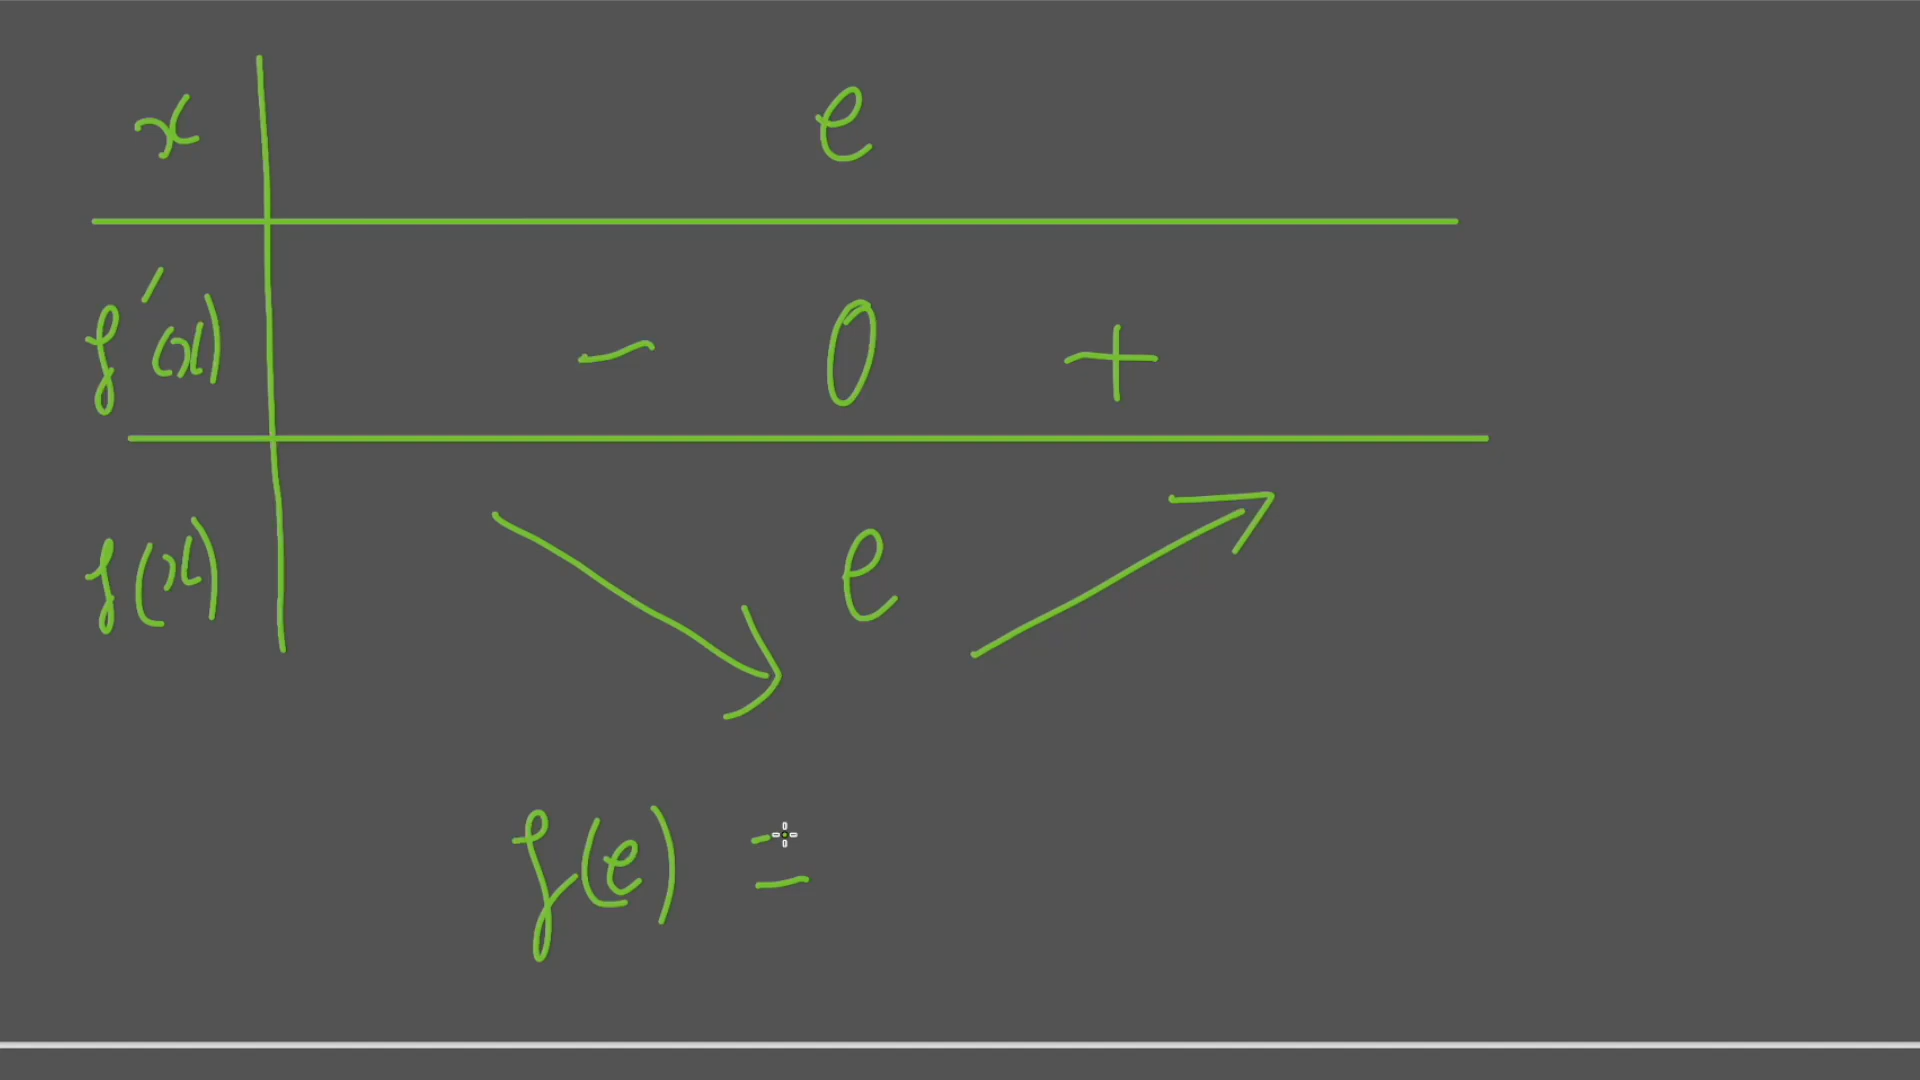 x e
f'(x) - 0 +
f(x) e
f(e) =